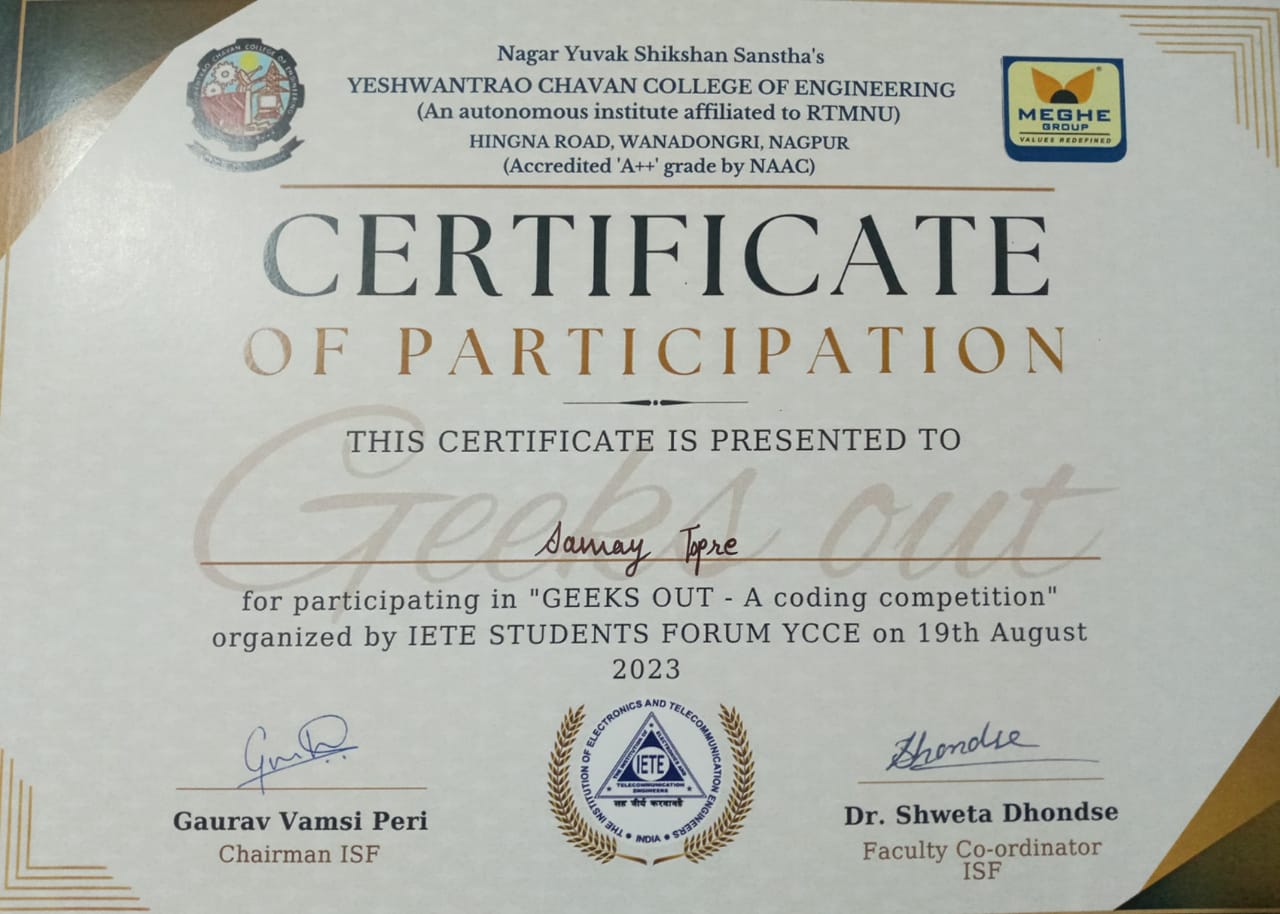 Nagar Yuvak Shikshan Sanstha's
YESHWANTRAO CHAVAN COLLEGE OF ENGINEERING
(An autonomous institute affiliated to RTMNU)
HINGNA ROAD, WANADONGRI, NAGPUR
(Accredited 'A++' grade by NAAC)
MEGHE
GROUP
VALUES REDEFINED
CERTIFICATE
OF PARTICIPATION
THIS CERTIFICATE IS PRESENTED TO
Geeks out
Samay Topre
for participating in "GEEKS OUT - A coding competition"
organized by IETE STUDENTS FORUM YCCE on 19th August
2023
THE INSTITUTION OF ELECTRONICS AND TELECOMMUNICATION ENGINEERS
INDIA
IETE
TELECOMMUNICATION
ENGINEERS
Dhondse
Gaurav Vamsi Peri
Chairman ISF
Dr. Shweta Dhondse
Faculty Co-ordinator
ISF